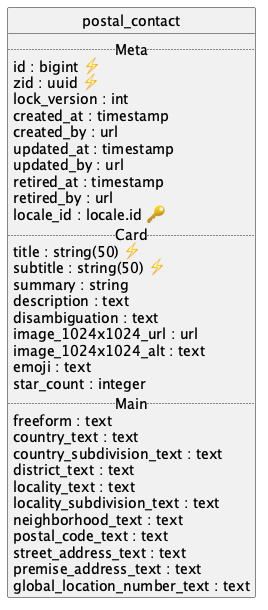 postal_contact
Meta
id : bigint ⚡
zid : uuid ⚡
lock_version : int
created_at : timestamp
created_by : url
updated_at : timestamp
updated_by : url
retired_at : timestamp
retired_by : url
locale_id : locale.id 🔑
Card
title : string(50) ⚡
subtitle : string(50) ⚡
summary : string
description : text
disambiguation : text
image_1024x1024_url : url
image_1024x1024_alt : text
emoji : text
star_count : integer
Main
freeform : text
country_text : text
country_subdivision_text : text
district_text : text
locality_text : text
locality_subdivision_text : text
neighborhood_text : text
postal_code_text : text
street_address_text : text
premise_address_text : text
global_location_number_text : text